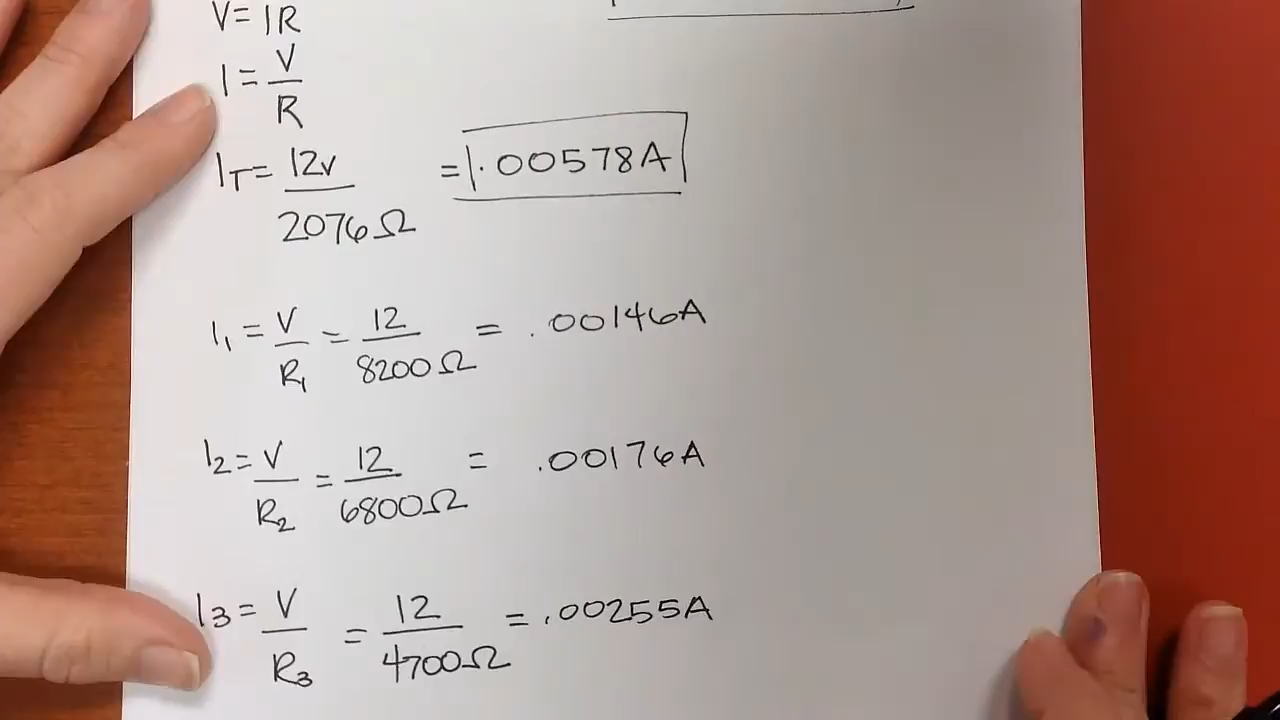 V = IR
I = V/R
I_T = 12v/2076Ω = .00578A
I₁ = V/R₁ = 12/8200Ω = .00146A
I₂ = V/R₂ = 12/6800Ω = .00176A
I₃ = V/R₃ = 12/4700Ω = .00255A